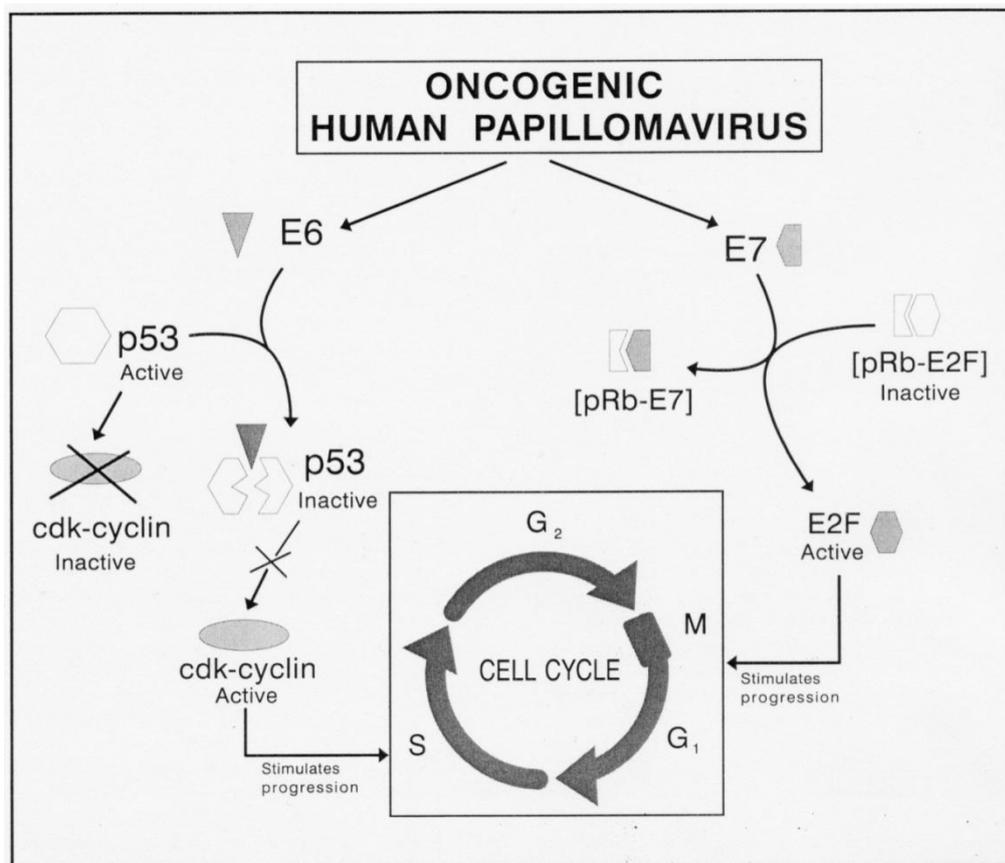 ONCOGENIC
HUMAN PAPILLOMAVIRUS
E6
E7
p53
Active
[pRb-E7]
[pRb-E2F]
Inactive
cdk-cyclin
Inactive
p53
Inactive
E2F
Active
cdk-cyclin
Active
Stimulates
progression
G2
M
CELL CYCLE
S
G1
Stimulates
progression